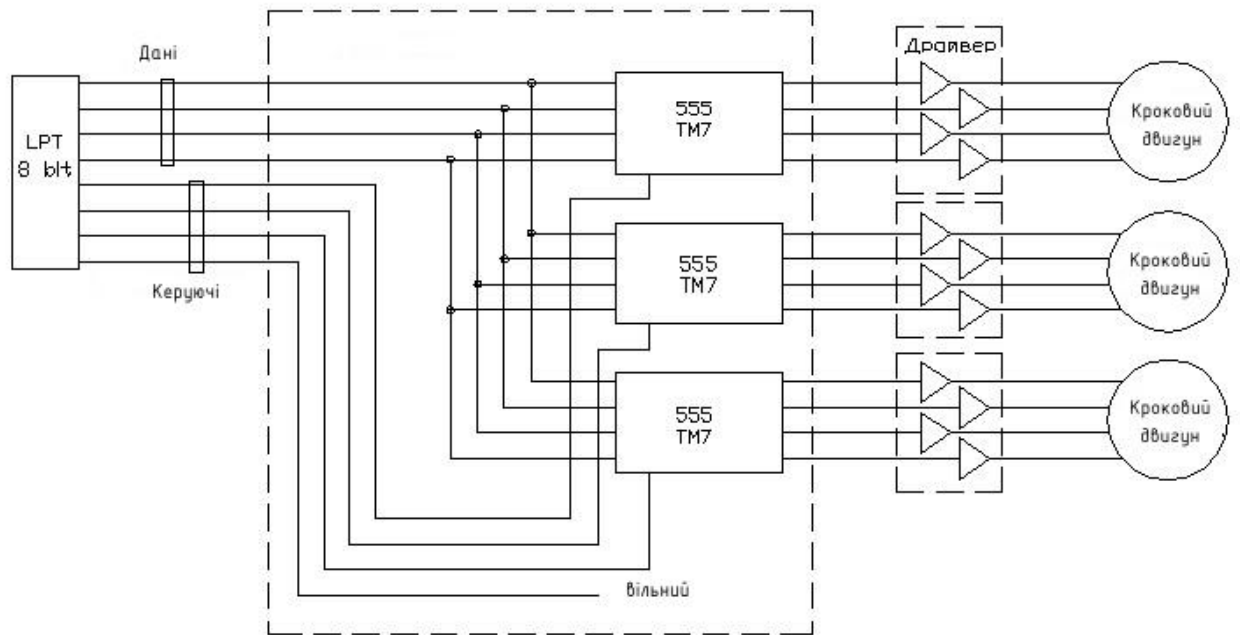 Дані
Драйвер
LPT
8 bit
555
ТМ7
Кроковий
двигун
555
ТМ7
Кроковий
двигун
Керуючі
555
ТМ7
Кроковий
двигун
вільний